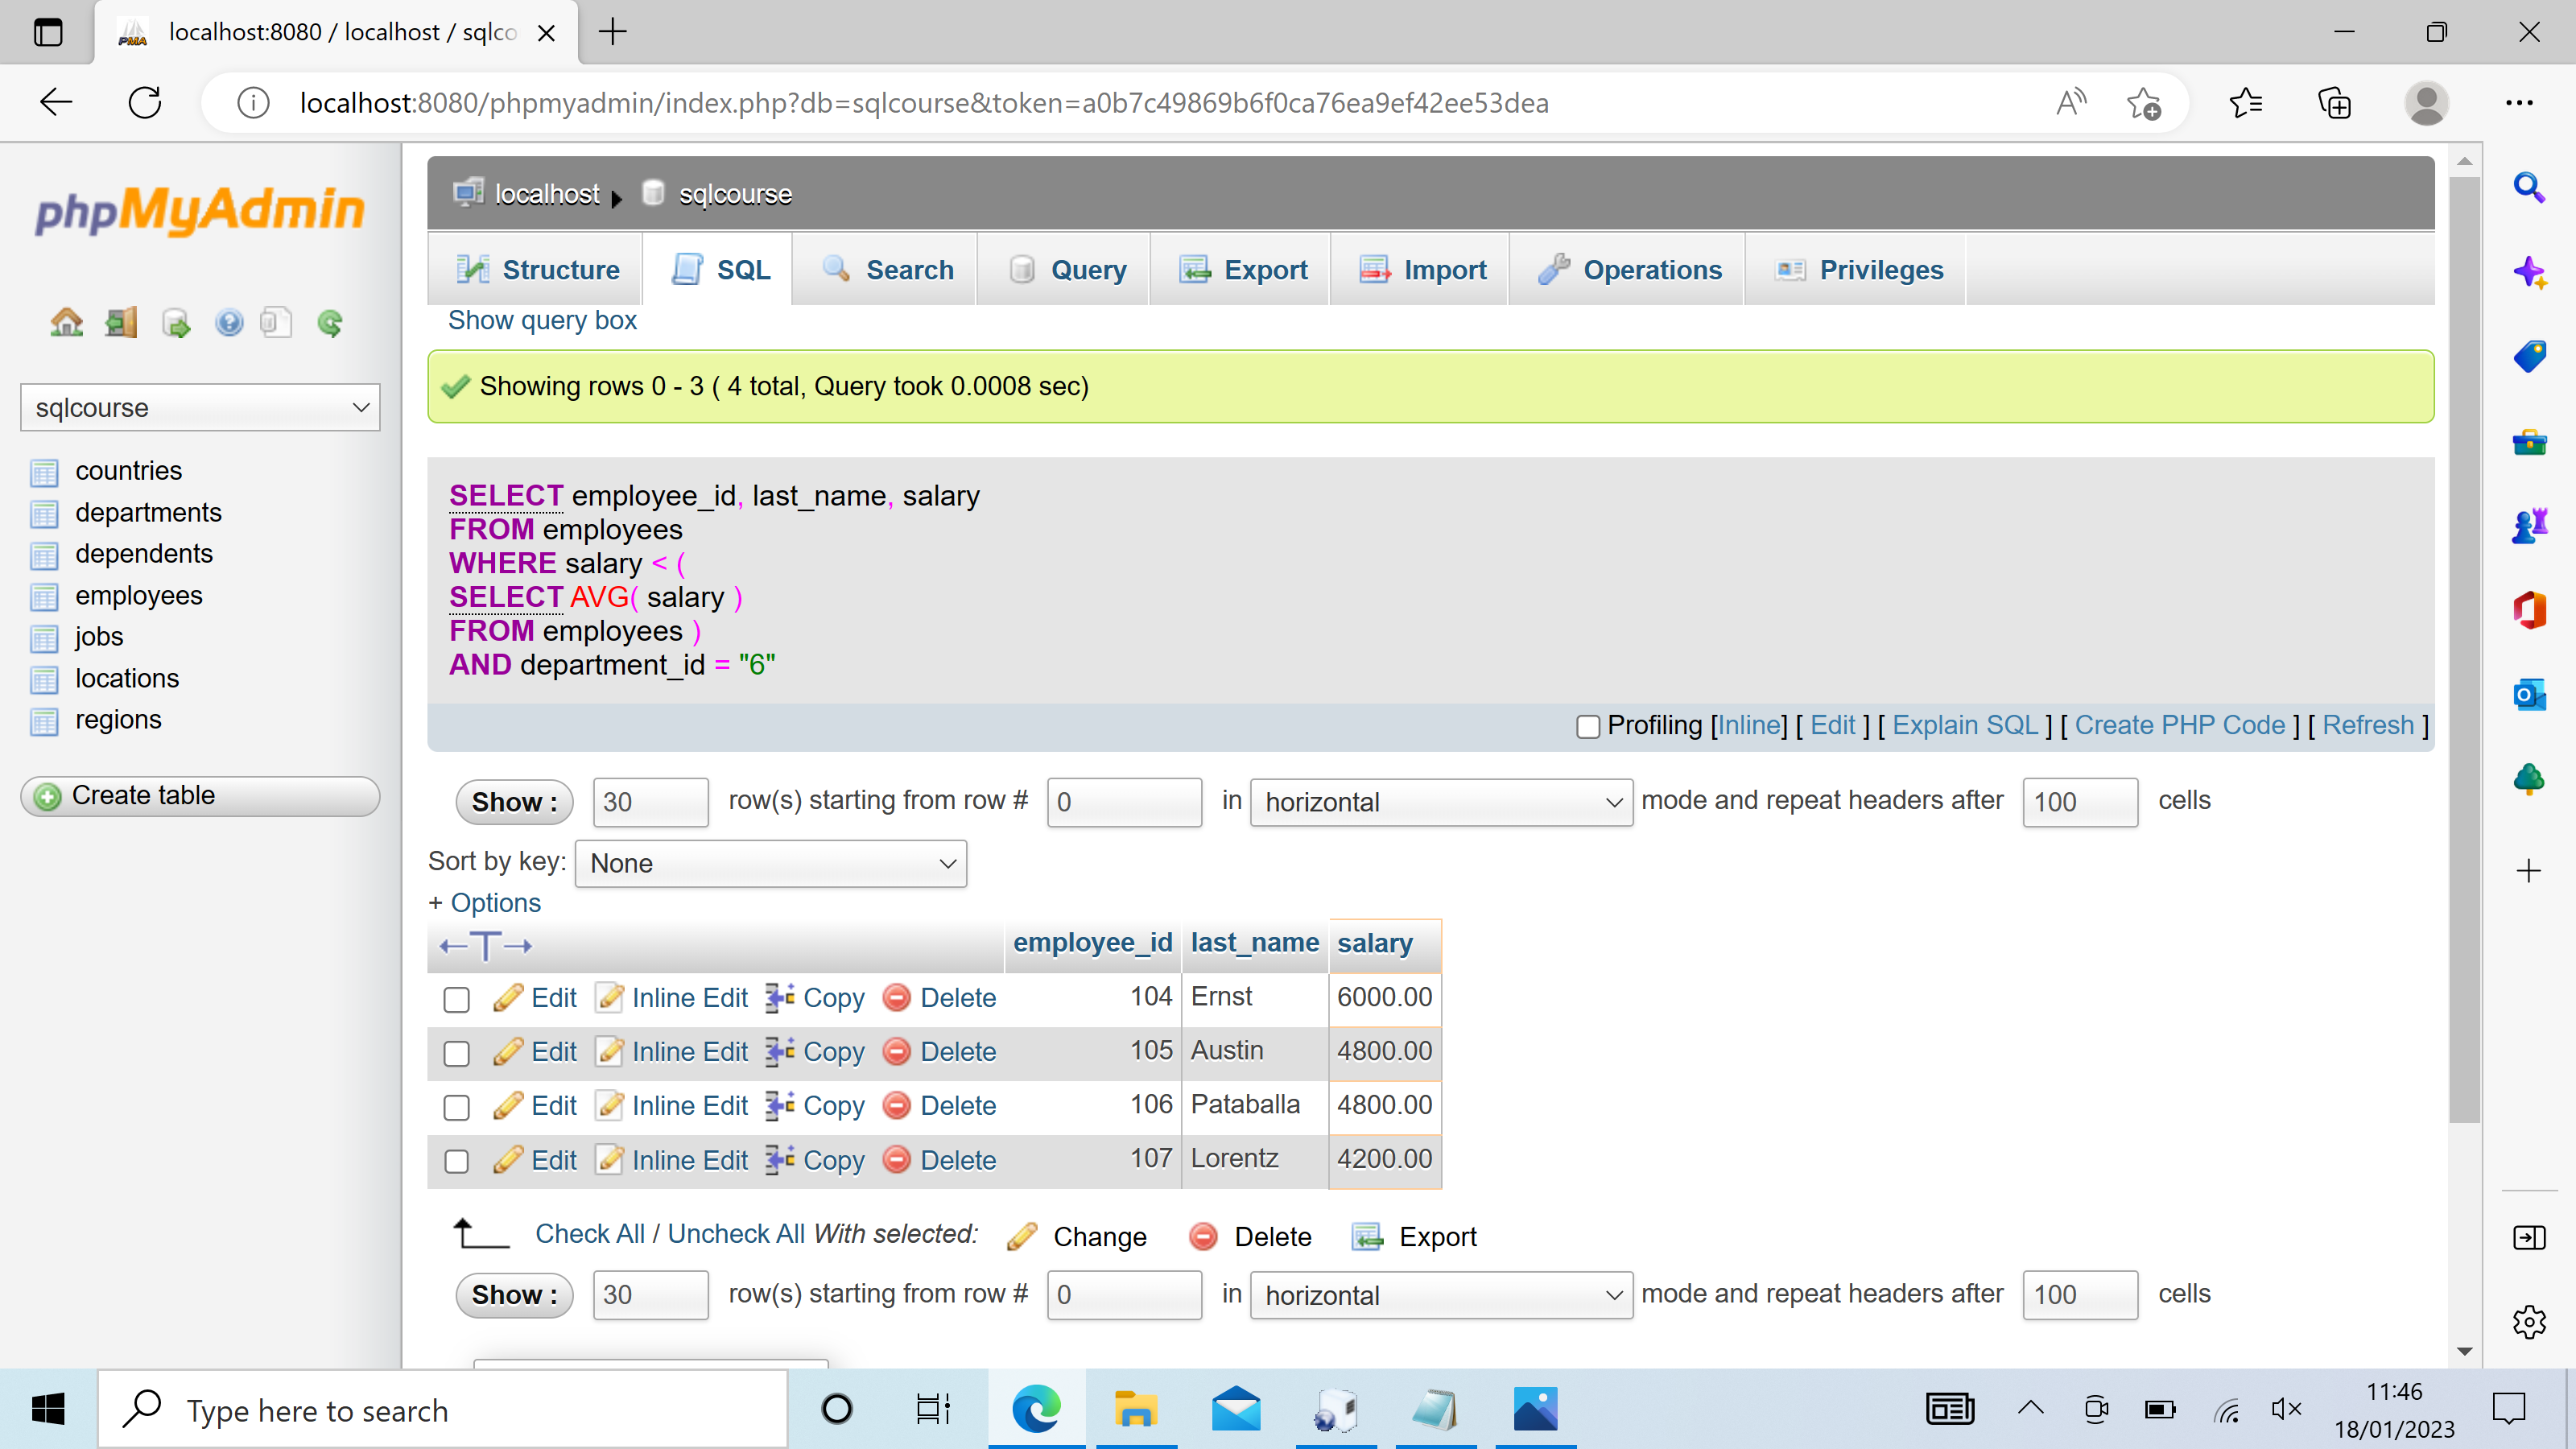 localhost:8080 / localhost / sqlco
localhost:8080/phpmyadmin/index.php?db=sqlcourse&token=a0b7c49869b6f0ca76ea9ef42ee53dea
phpMyAdmin
localhost sqlcourse
Structure SQL Search Query Export Import Operations Privileges
Show query box
Showing rows 0 - 3 ( 4 total, Query took 0.0008 sec)
sqlcourse
countries
departments
dependents
employees
jobs
locations
regions
Create table
SELECT employee_id, last_name, salary
FROM employees
WHERE salary < (
SELECT AVG( salary )
FROM employees )
AND department_id = "6"
Profiling [Inline] [ Edit ] [ Explain SQL ] [ Create PHP Code ] [ Refresh ]
Show : 30 row(s) starting from row # 0 in horizontal mode and repeat headers after 100 cells
Sort by key: None
+ Options
←T→ employee_id last_name salary
Edit Inline Edit Copy Delete 104 Ernst 6000.00
Edit Inline Edit Copy Delete 105 Austin 4800.00
Edit Inline Edit Copy Delete 106 Pataballa 4800.00
Edit Inline Edit Copy Delete 107 Lorentz 4200.00
Check All / Uncheck All With selected: Change Delete Export
Show : 30 row(s) starting from row # 0 in horizontal mode and repeat headers after 100 cells
Type here to search
11:46
18/01/2023